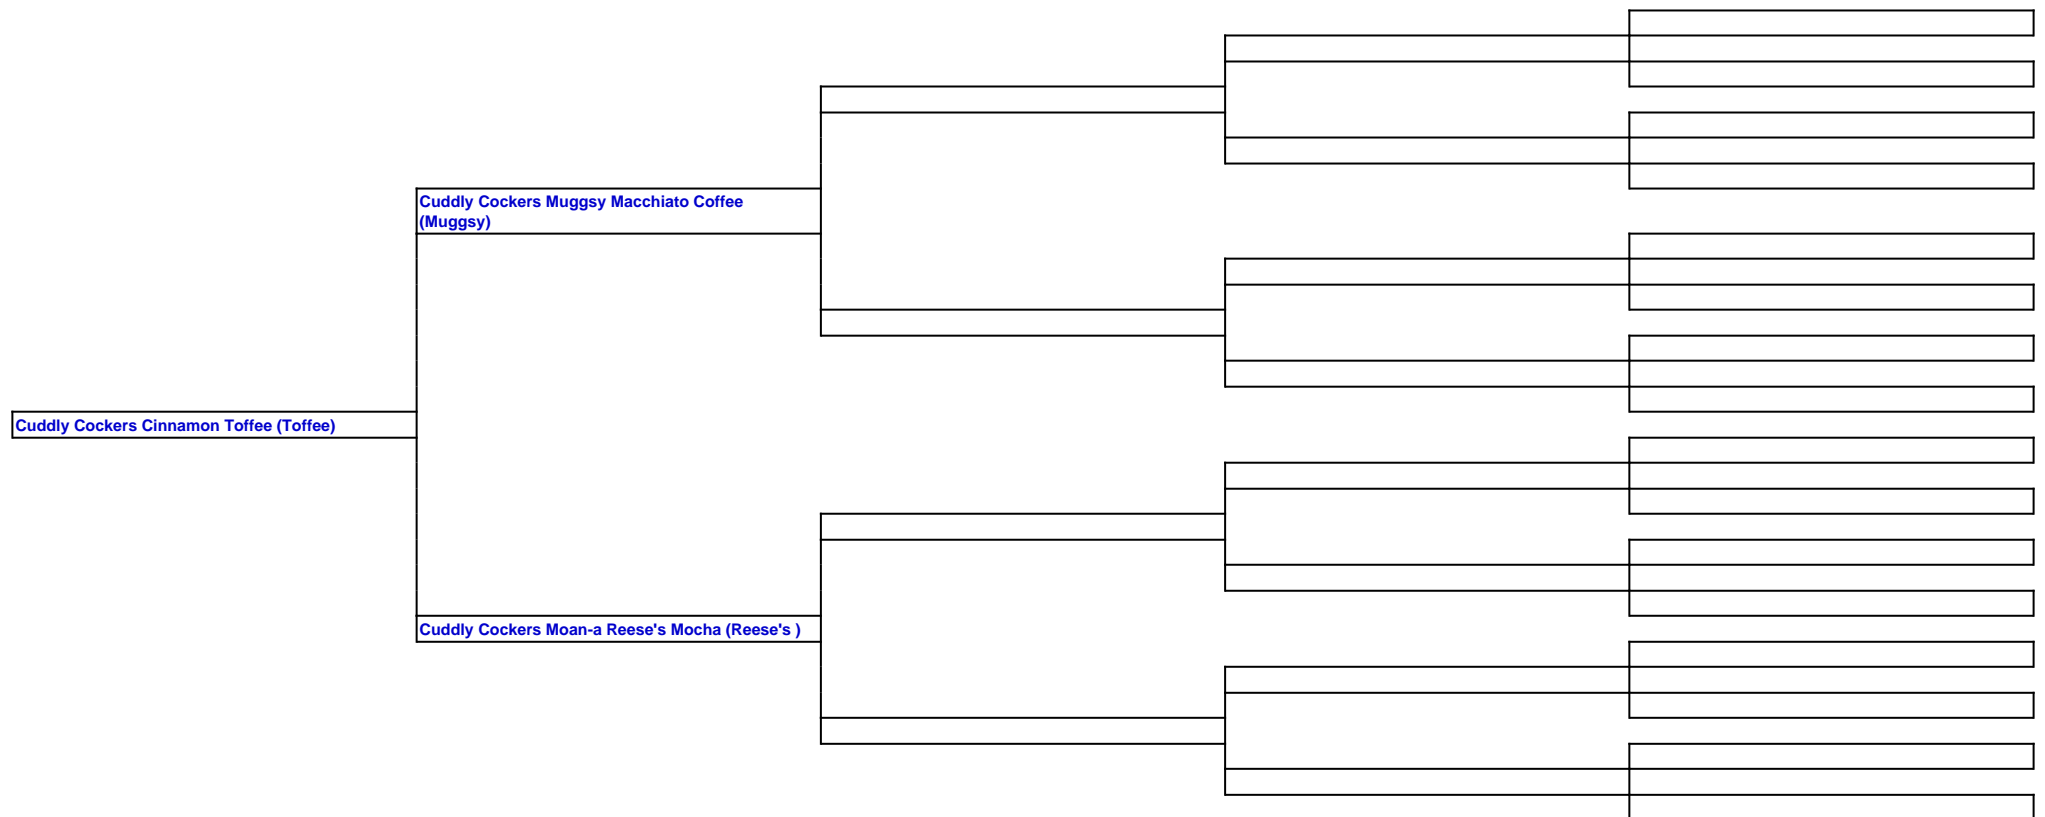 Cuddly Cockers Muggsy Macchiato Coffee
(Muggsy)
Cuddly Cockers Cinnamon Toffee (Toffee)
Cuddly Cockers Moan-a Reese's Mocha (Reese's )